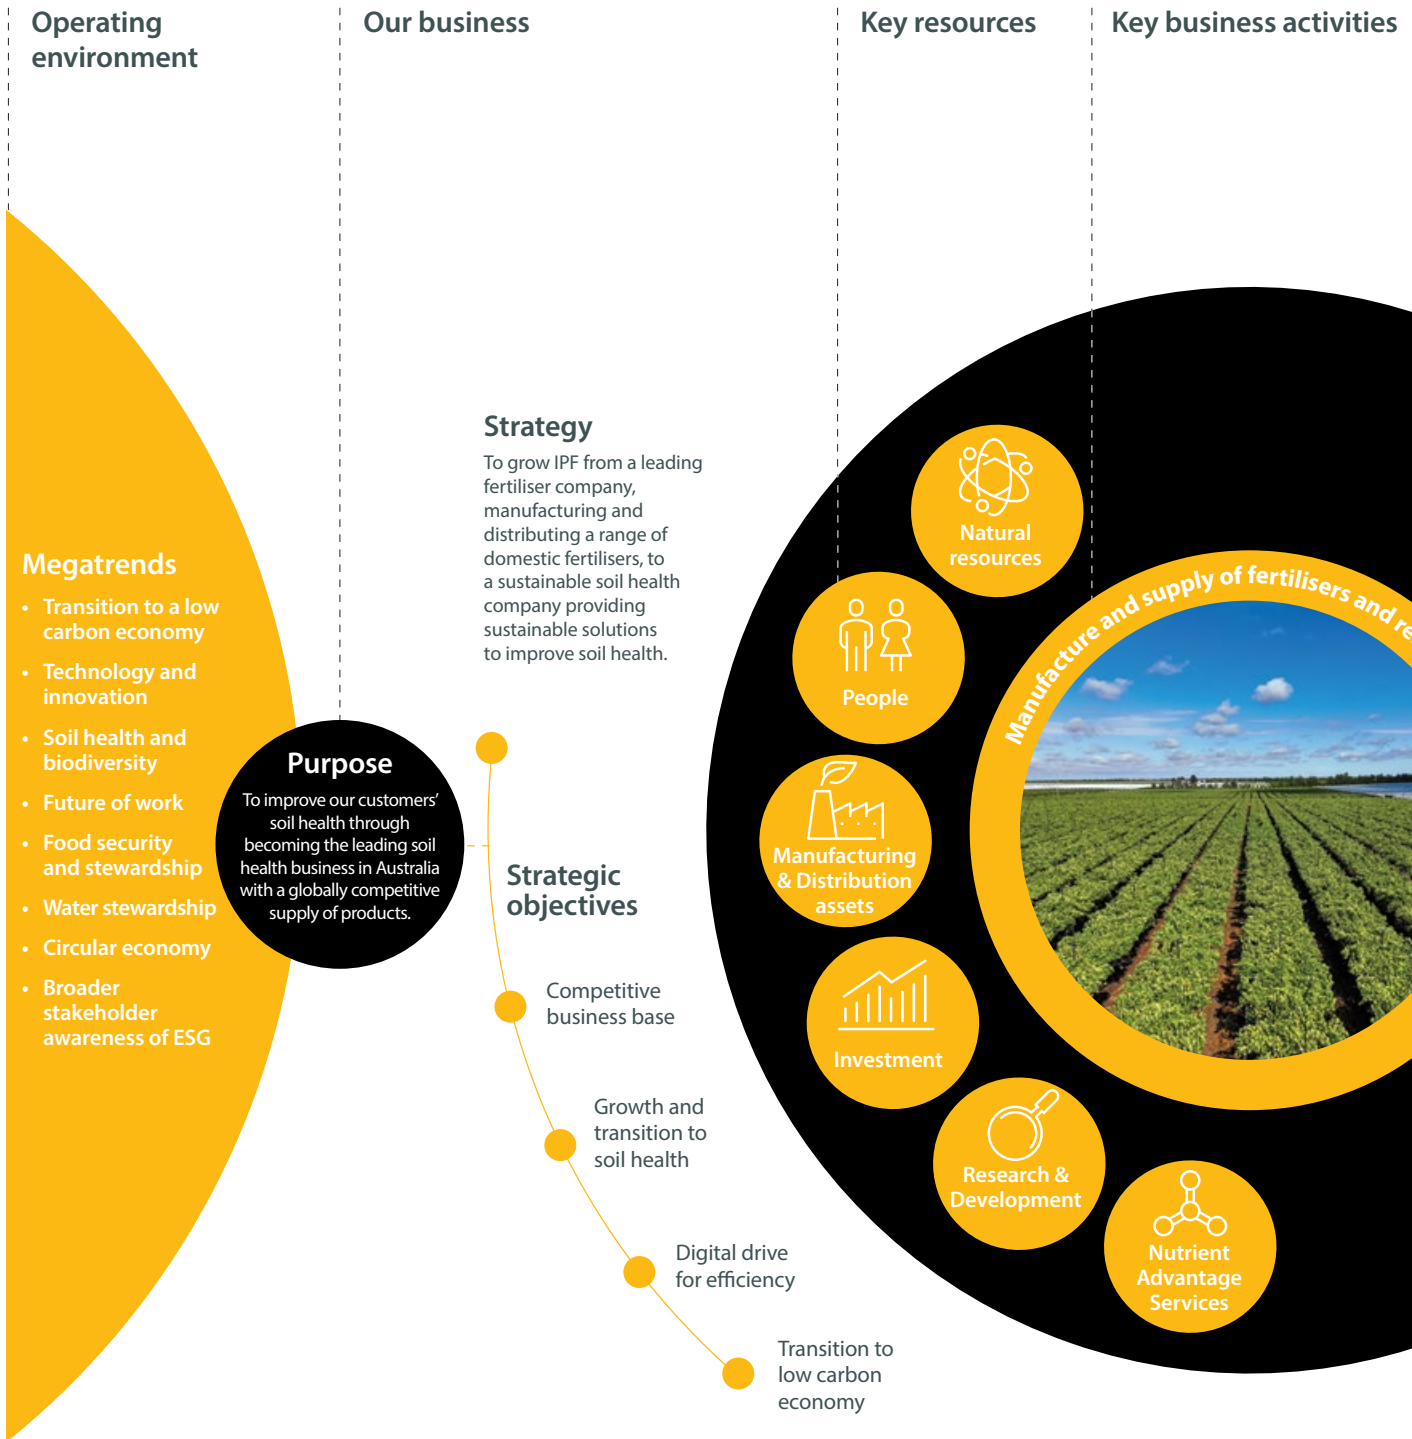 Operating
environment
Our business
Key resources
Key business activities
Megatrends
• Transition to a low
carbon economy
• Technology and
innovation
• Soil health and
biodiversity
• Future of work
• Food security
and stewardship
• Water stewardship
• Circular economy
• Broader
stakeholder
awareness of ESG
Purpose
To improve our customers’
soil health through
becoming the leading soil
health business in Australia
with a globally competitive
supply of products.
Strategy
To grow IPF from a leading
fertiliser company,
manufacturing and
distributing a range of
domestic fertilisers, to
a sustainable soil health
company providing
sustainable solutions
to improve soil health.
Strategic
objectives
Competitive
business base
Growth and
transition to
soil health
Digital drive
for efficiency
Transition to
low carbon
economy
Natural
resources
People
Manufacturing
& Distribution
assets
Investment
Research &
Development
Nutrient
Advantage
Services
Manufacture and supply of fertilisers and